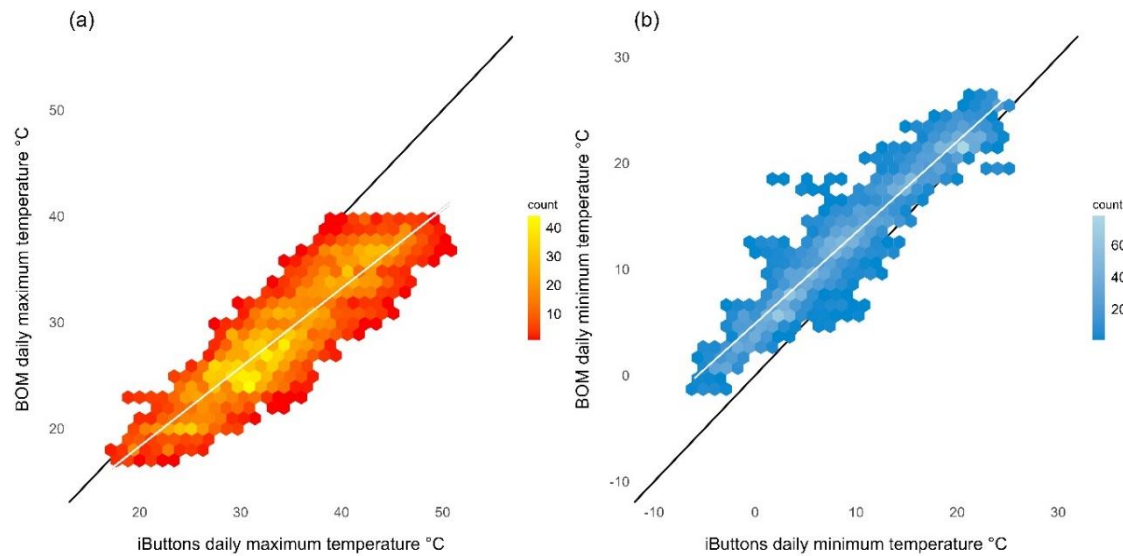 (a)
BOM daily maximum temperature °C
50
40
30
20
20 30 40 50
iButtons daily maximum temperature °C
count
40
30
20
10
(b)
BOM daily minimum temperature °C
30
20
10
0
-10
-10 0 10 20 30
iButtons daily minimum temperature °C
count
60
40
20